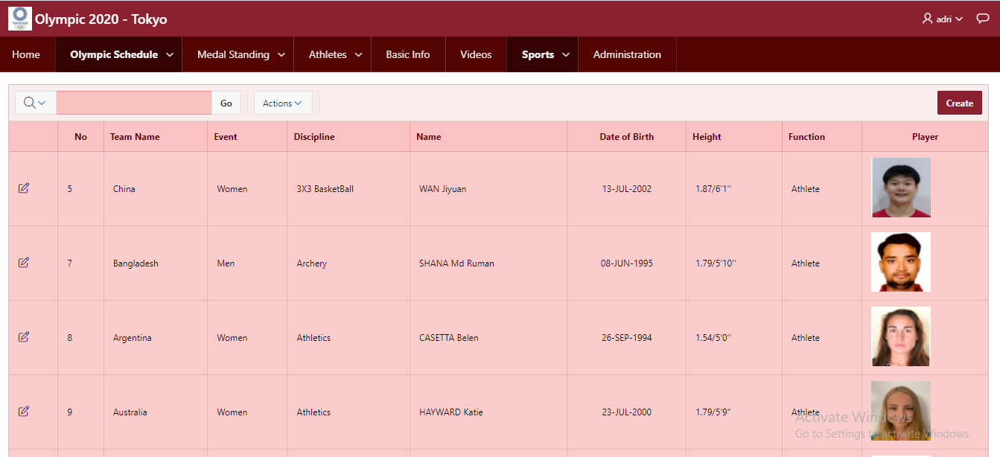 Olympic 2020 - Tokyo
adri
Home Olympic Schedule Medal Standing Athletes Basic Info Videos Sports Administration
Go Actions Create
No Team Name Event Discipline Name Date of Birth Height Function Player
5 China Women 3X3 BasketBall WAN Jiyuan 13-JUL-2002 1.87/6'1'' Athlete
7 Bangladesh Men Archery SHANA Md Ruman 08-JUN-1995 1.79/5'10'' Athlete
8 Argentina Women Athletics CASETTA Belen 26-SEP-1994 1.54/5'0'' Athlete
9 Australia Women Athletics HAYWARD Katie 23-JUL-2000 1.79/5'9" Athlete
Activate Windows
Go to Settings to activate Windows.